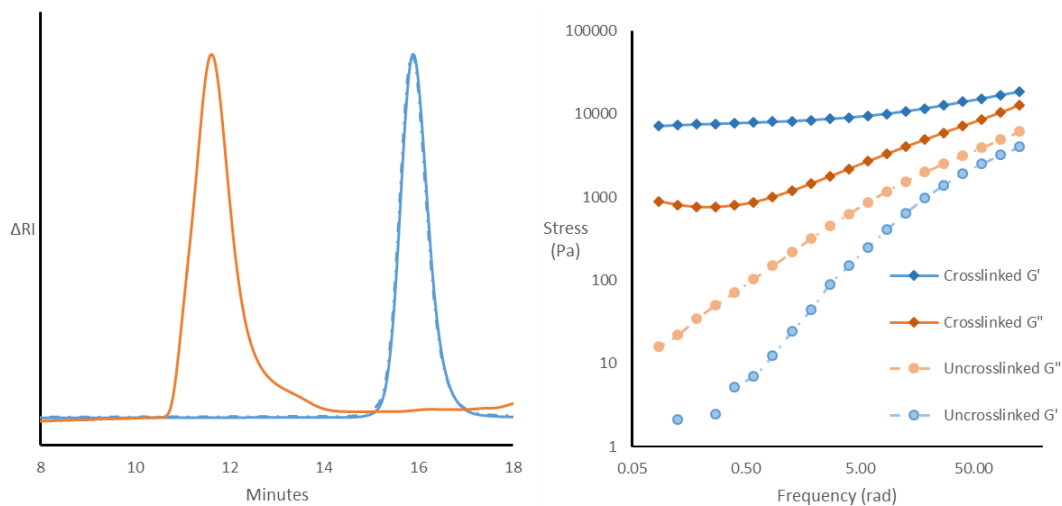 ΔRI
8 10 12 14 16 18
Minutes
100000
10000
1000
100
10
1
Stress
(Pa)
0.05 0.50 5.00 50.00
Frequency (rad)
Crosslinked G'
Crosslinked G"
Uncrosslinked G"
Uncrosslinked G'